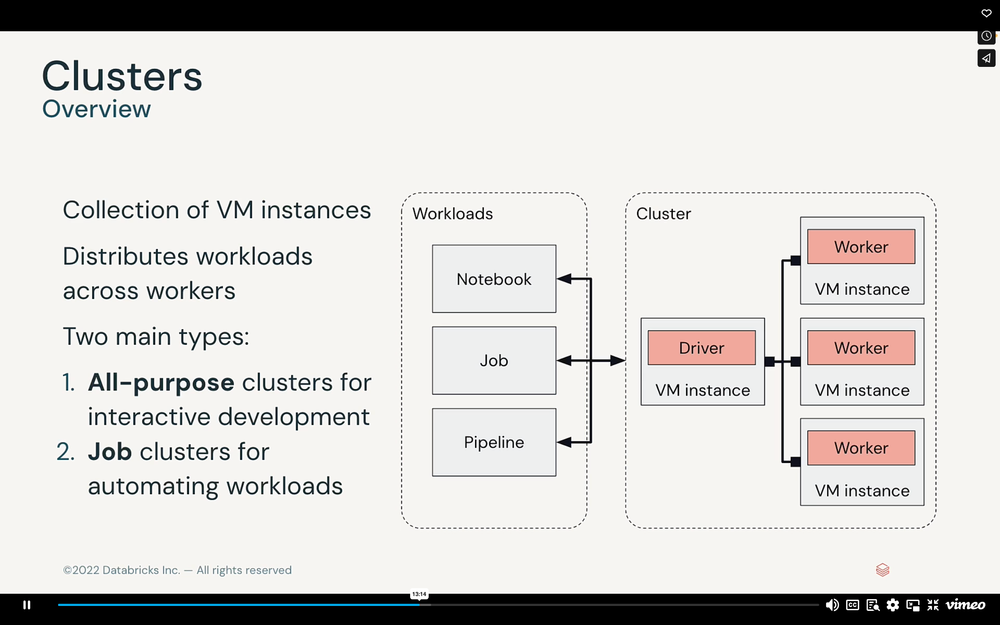 Clusters
Overview
Collection of VM instances
Distributes workloads
across workers
Two main types:
1. All-purpose clusters for
interactive development
2. Job clusters for
automating workloads
Workloads
Notebook
Job
Pipeline
Cluster
Driver
VM instance
Worker
VM instance
Worker
VM instance
Worker
VM instance
©2022 Databricks Inc. — All rights reserved
13:14
CC
vimeo